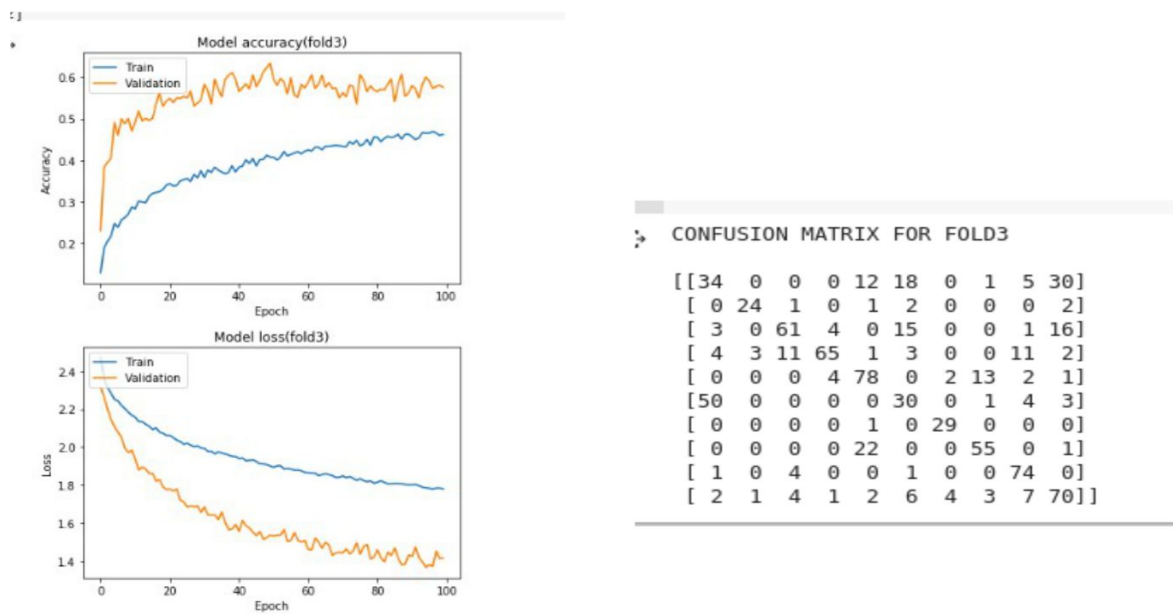 Model accuracy(fold3)
Train
Validation
0.6
0.5
0.4
0.3
0.2
Accuracy
0 20 40 60 80 100
Epoch
Model loss(fold3)
Train
Validation
2.4
2.2
2.0
1.8
1.6
1.4
Loss
0 20 40 60 80 100
Epoch
CONFUSION MATRIX FOR FOLD3
[[34 0 0 0 12 18 0 1 5 30]
[ 0 24 1 0 1 2 0 0 0 2]
[ 3 0 61 4 0 15 0 0 1 16]
[ 4 3 11 65 1 3 0 0 11 2]
[ 0 0 0 4 78 0 2 13 2 1]
[50 0 0 0 0 30 0 1 4 3]
[ 0 0 0 0 1 0 29 0 0 0]
[ 0 0 0 0 22 0 0 55 0 1]
[ 1 0 4 0 0 1 0 0 74 0]
[ 2 1 4 1 2 6 4 3 7 70]]